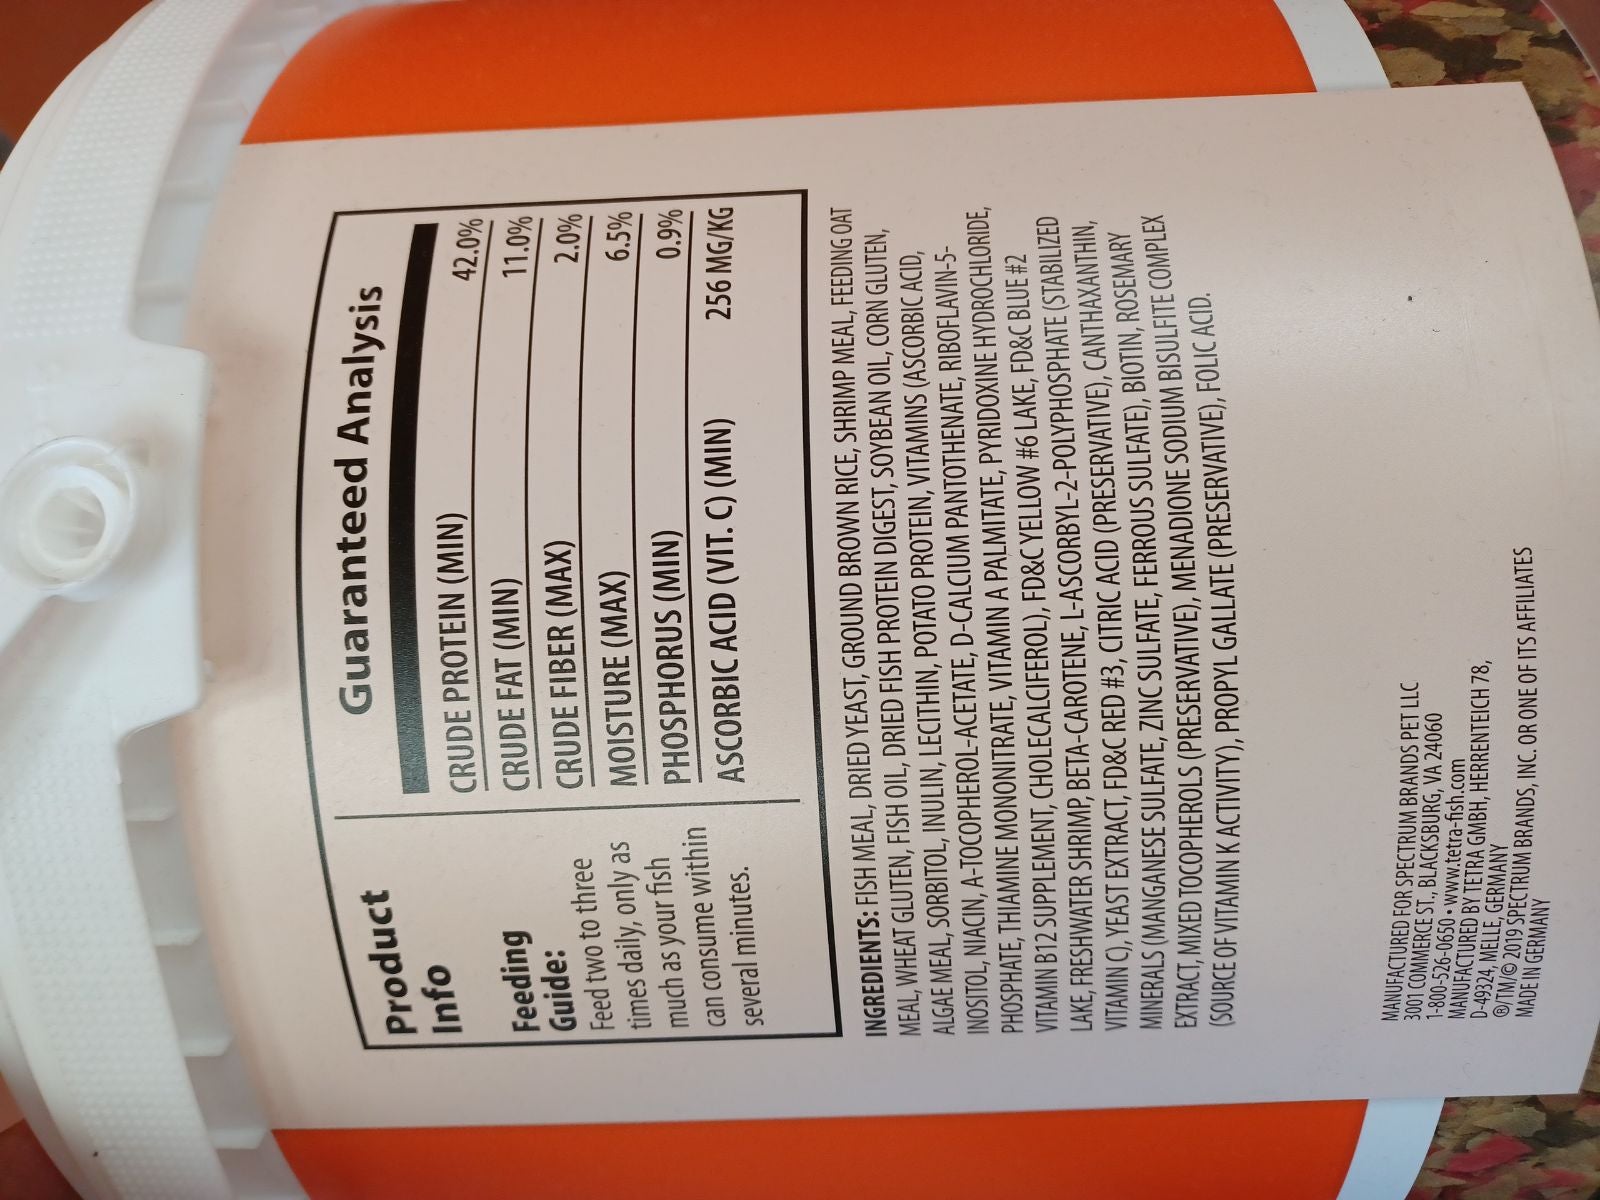 Product
Info
Feeding
Guide:
Feed two to three
times daily, only as
much as your fish
can consume within
several minutes.
Guaranteed Analysis
CRUDE PROTEIN (MIN) 42.0%
CRUDE FAT (MIN) 11.0%
CRUDE FIBER (MAX) 2.0%
MOISTURE (MAX) 6.5%
PHOSPHORUS (MIN) 0.9%
ASCORBIC ACID (VIT. C) (MIN) 256 MG/KG
INGREDIENTS: FISH MEAL, DRIED YEAST, GROUND BROWN RICE, SHRIMP MEAL, FEEDING OAT
MEAL, WHEAT GLUTEN, FISH OIL, DRIED FISH PROTEIN DIGEST, SOYBEAN OIL, CORN GLUTEN,
ALGAE MEAL, SORBITOL, INULIN, LECITHIN, POTATO PROTEIN, VITAMINS (ASCORBIC ACID,
INOSITOL, NIACIN, A-TOCOPHEROL-ACETATE, D-CALCIUM PANTOTHENATE, RIBOFLAVIN-5-
PHOSPHATE, THIAMINE MONONITRATE, VITAMIN A PALMITATE, PYRIDOXINE HYDROCHLORIDE,
VITAMIN B12 SUPPLEMENT, CHOLECALCIFEROL), FD&C YELLOW #6 LAKE, FD&C BLUE #2
LAKE, FRESHWATER SHRIMP, BETA-CAROTENE, L-ASCORBYL-2-POLYPHOSPHATE (STABILIZED
VITAMIN C), YEAST EXTRACT, FD&C RED #3, CITRIC ACID (PRESERVATIVE), CANTHAXANTHIN,
MINERALS (MANGANESE SULFATE, ZINC SULFATE, FERROUS SULFATE), BIOTIN, ROSEMARY
EXTRACT, MIXED TOCOPHEROLS (PRESERVATIVE), MENADIONE SODIUM BISULFITE COMPLEX
(SOURCE OF VITAMIN K ACTIVITY), PROPYL GALLATE (PRESERVATIVE), FOLIC ACID.
MANUFACTURED FOR SPECTRUM BRANDS PET LLC
3001 COMMERCE ST., BLACKSBURG, VA 24060
1-800-526-0650 • www.tetra-fish.com
MANUFACTURED BY TETRA GMBH, HERRENTEICH 78,
D-49324, MELLE, GERMANY
®/TM/© 2019 SPECTRUM BRANDS, INC. OR ONE OF ITS AFFILIATES
MADE IN GERMANY